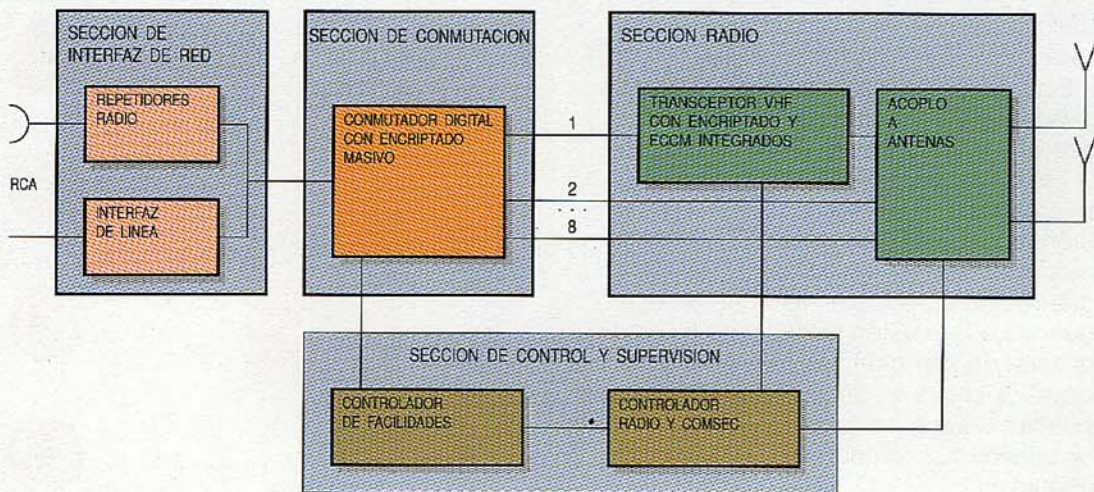 SECCION DE
INTERFAZ DE RED
REPETIDORES
RADIO
RCA
INTERFAZ
DE LINEA
SECCION DE CONMUTACION
CONMUTADOR DIGITAL
CON ENCRIPTADO
MASIVO
1
2
...
8
SECCION RADIO
TRANSCEPTOR VHF
CON ENCRIPTADO Y
ECCM INTEGRADOS
ACOPLO
A
ANTENAS
SECCION DE CONTROL Y SUPERVISION
CONTROLADOR
DE FACILIDADES
CONTROLADOR
RADIO Y COMSEC